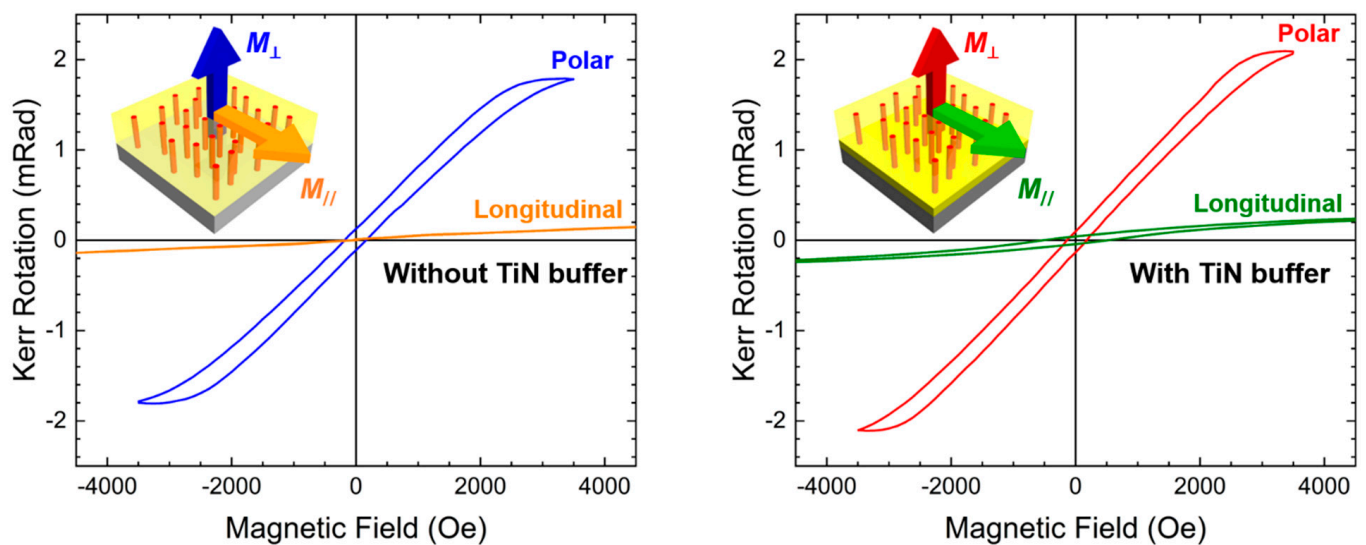 2
1
0
-1
-2
Kerr Rotation (mRad)
M⊥
M//
Polar
Longitudinal
Without TiN buffer
-4000 -2000 0 2000 4000
Magnetic Field (Oe)
2
1
0
-1
-2
Kerr Rotation (mRad)
M⊥
M//
Polar
Longitudinal
With TiN buffer
-4000 -2000 0 2000 4000
Magnetic Field (Oe)